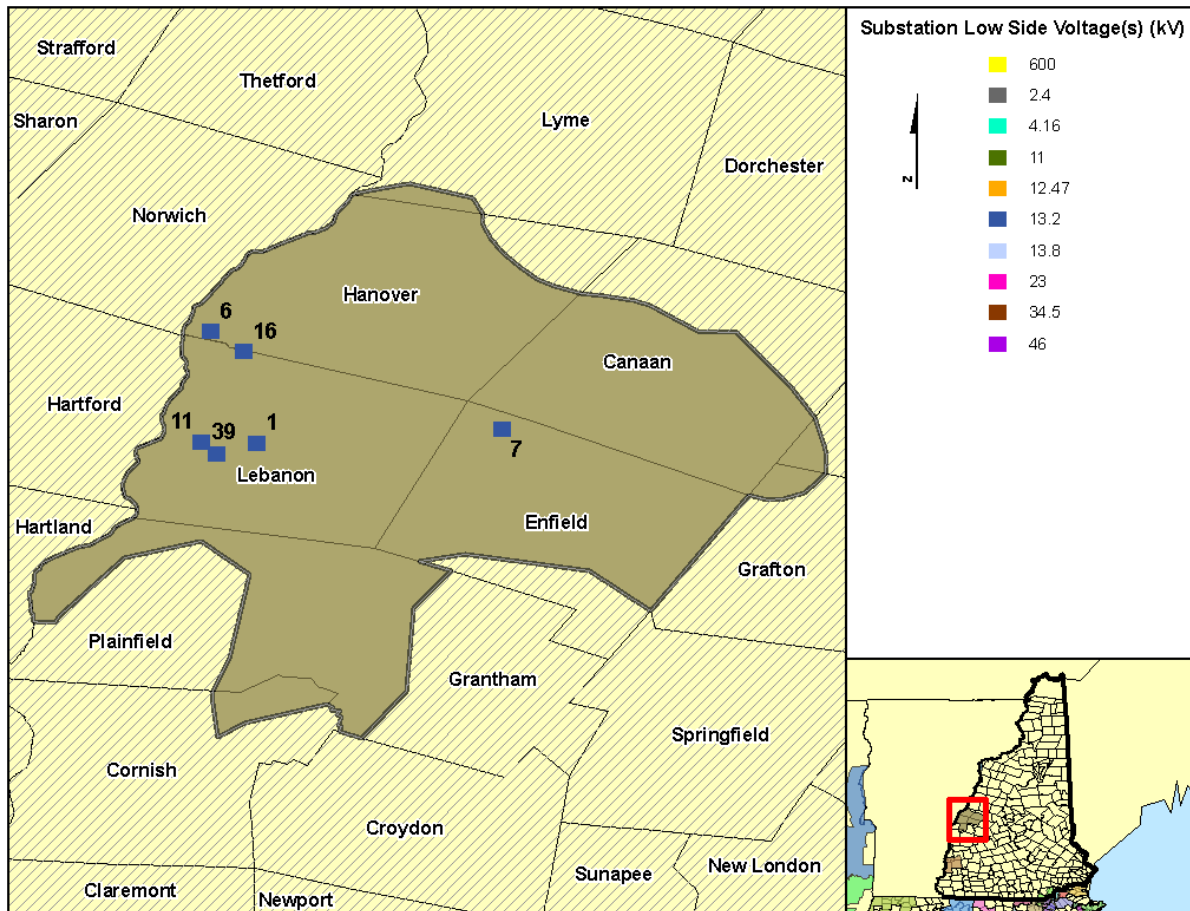 Substation Low Side Voltage(s) (kV)
600
2.4
4.16
11
12.47
13.2
13.8
23
34.5
46
N
Strafford
Thetford
Sharon
Lyme
Dorchester
Norwich
Hanover
6
16
Canaan
Hartford
11
39
1
7
Lebanon
Hartland
Enfield
Grafton
Plainfield
Grantham
Springfield
Cornish
Croydon
Sunapee
New London
Claremont
Newport